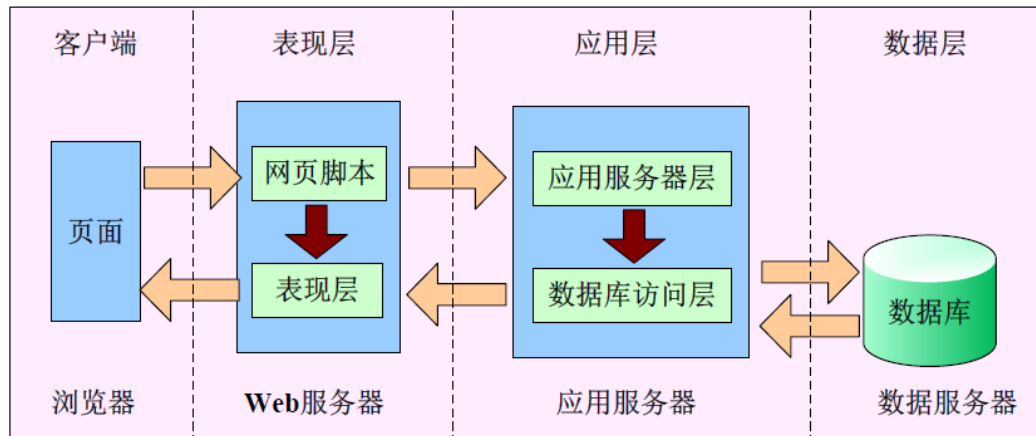 客户端
表现层
应用层
数据层
页面
网页脚本
表现层
应用服务器层
数据库访问层
数据库
浏览器
Web服务器
应用服务器
数据服务器